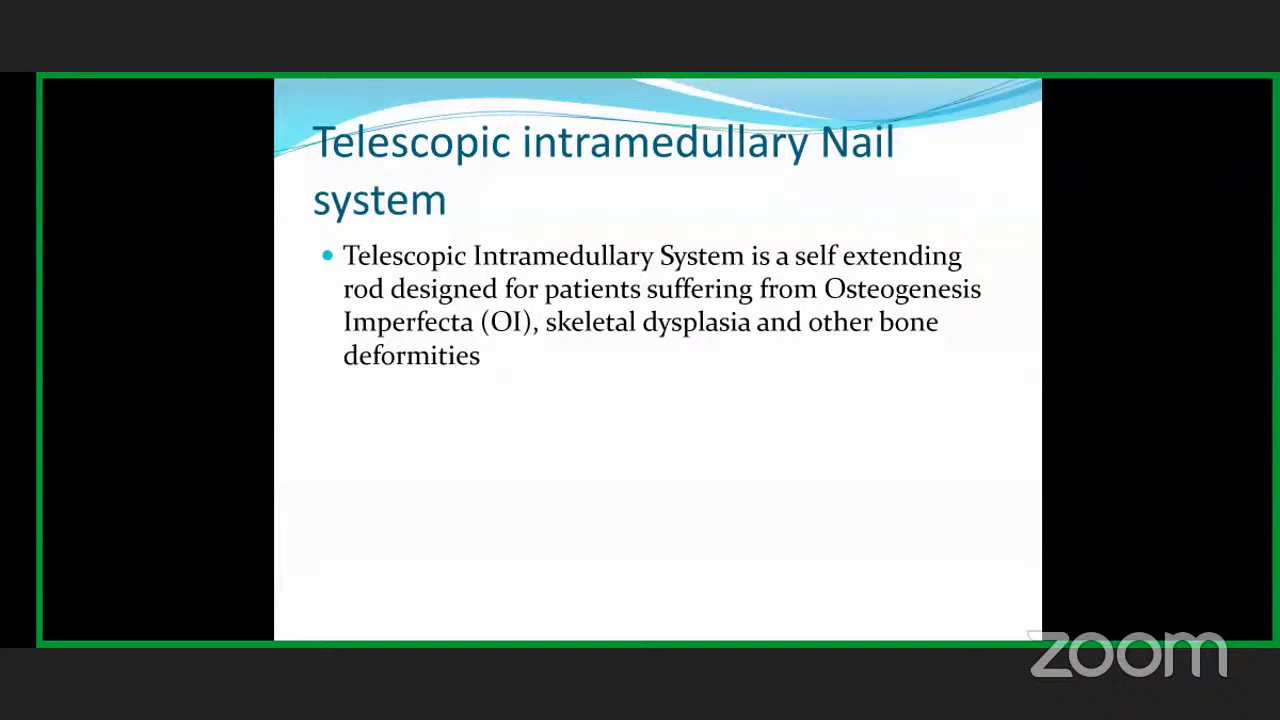 Telescopic intramedullary Nail
system
Telescopic Intramedullary System is a self extending
rod designed for patients suffering from Osteogenesis
Imperfecta (OI), skeletal dysplasia and other bone
deformities
zoom